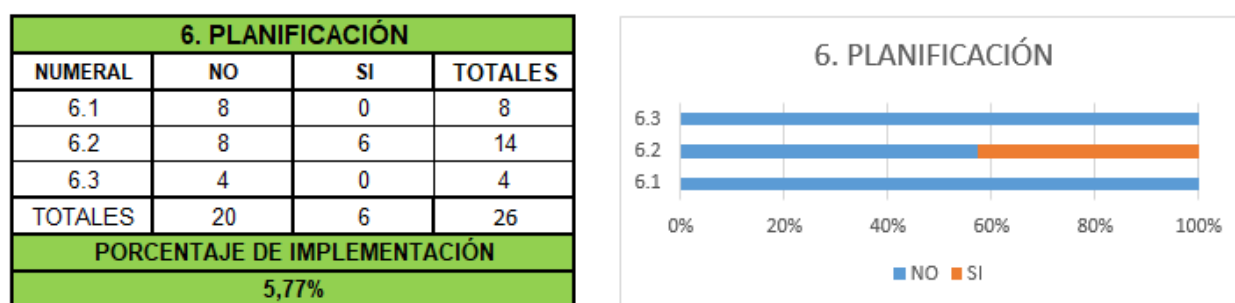 6. PLANIFICACIÓN
NUMERAL NO SI TOTALES
6.1 8 0 8
6.2 8 6 14
6.3 4 0 4
TOTALES 20 6 26
PORCENTAJE DE IMPLEMENTACIÓN
5,77%
6. PLANIFICACIÓN
6.3
6.2
6.1
0% 20% 40% 60% 80% 100%
NO SI